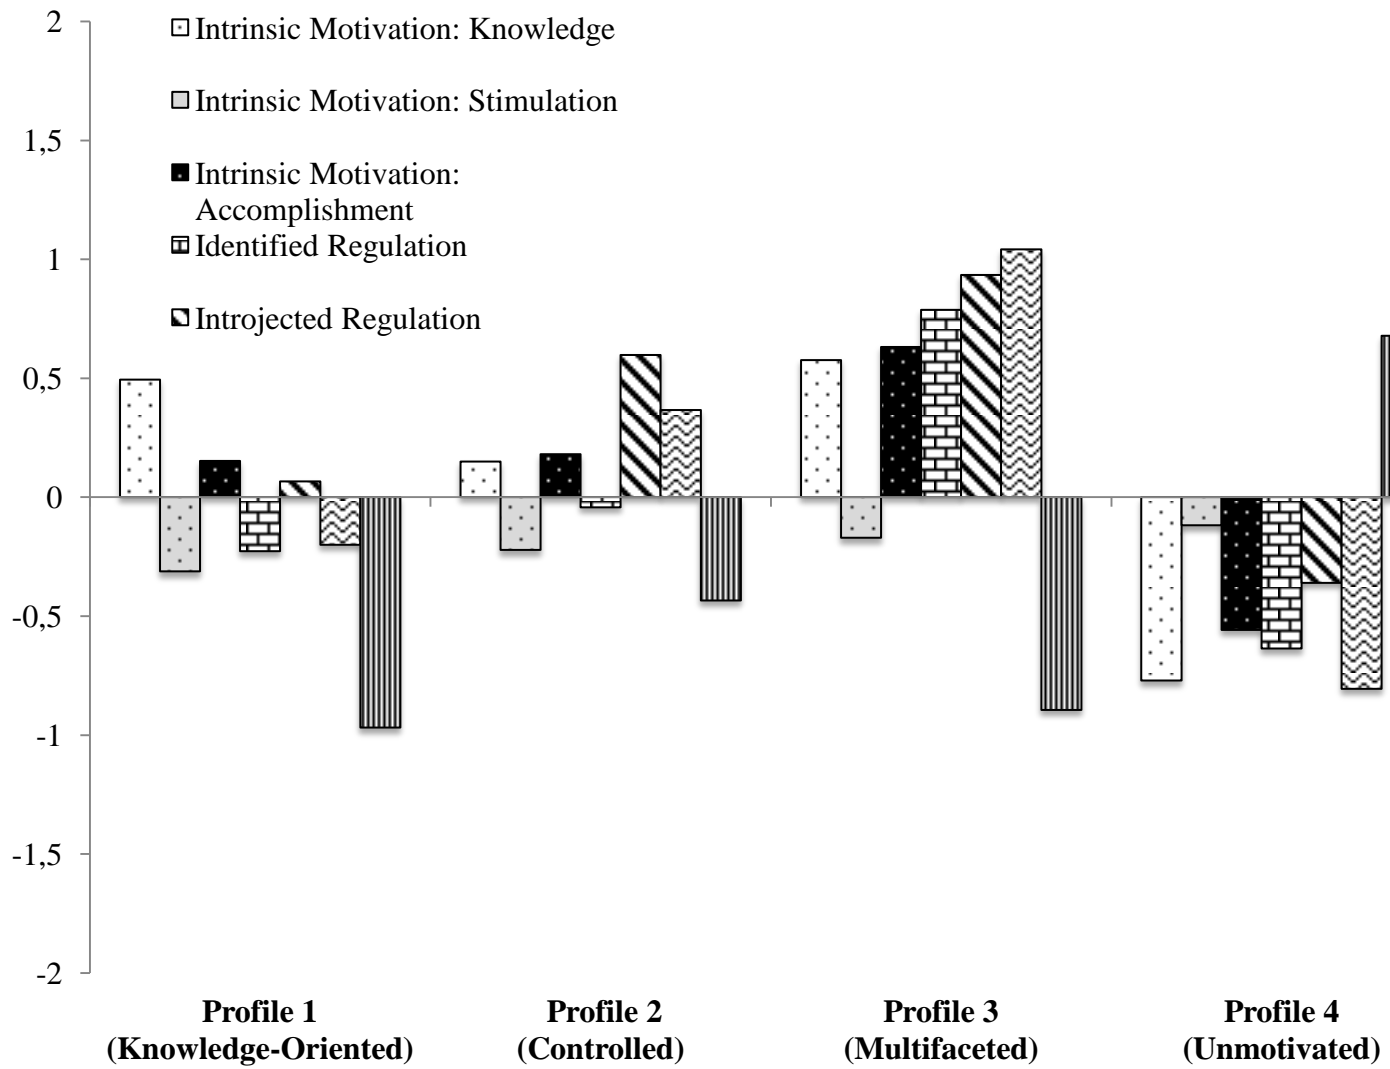 2
Intrinsic Motivation: Knowledge
Intrinsic Motivation: Stimulation
1,5
Intrinsic Motivation:
Accomplishment
Identified Regulation
1
Introjected Regulation
0,5
0
-0,5
-1
-1,5
-2
Profile 1
(Knowledge-Oriented)
Profile 2
(Controlled)
Profile 3
(Multifaceted)
Profile 4
(Unmotivated)